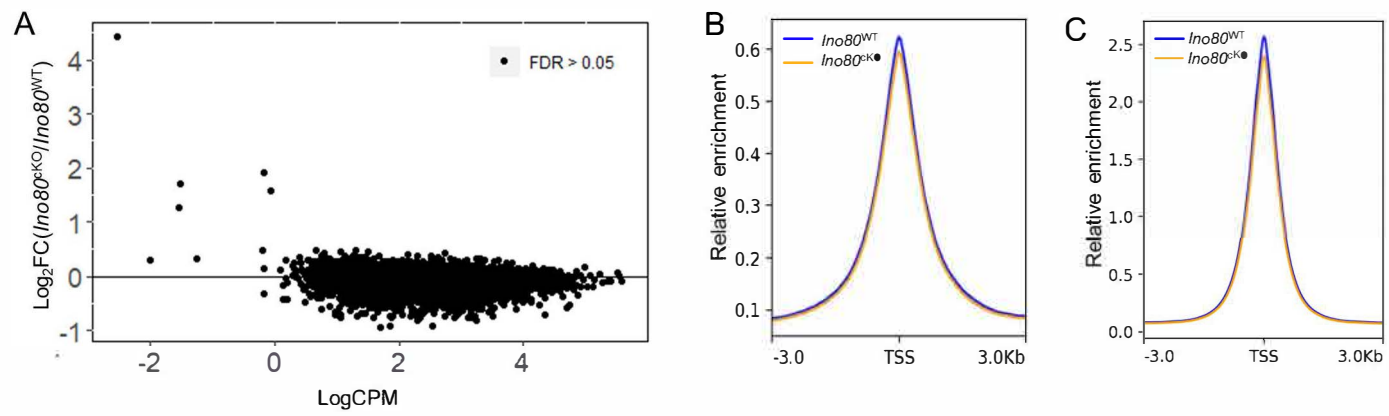 A
Log₂FC(Ino80ᶜᴷᴼ/Ino80ᵂᵀ)
4
3
2
1
0
-1
FDR > 0.05
-2 0 2 4
LogCPM
B
Relative enrichment
0.6
0.5
0.4
0.3
0.2
0.1
Ino80ᵂᵀ
Ino80ᶜᴷ
-3.0 TSS 3.0Kb
C
Relative enrichment
2.5
2.0
1.5
1.0
0.5
0.0
Ino80ᵂᵀ
Ino80ᶜᴷ
-3.0 TSS 3.0Kb